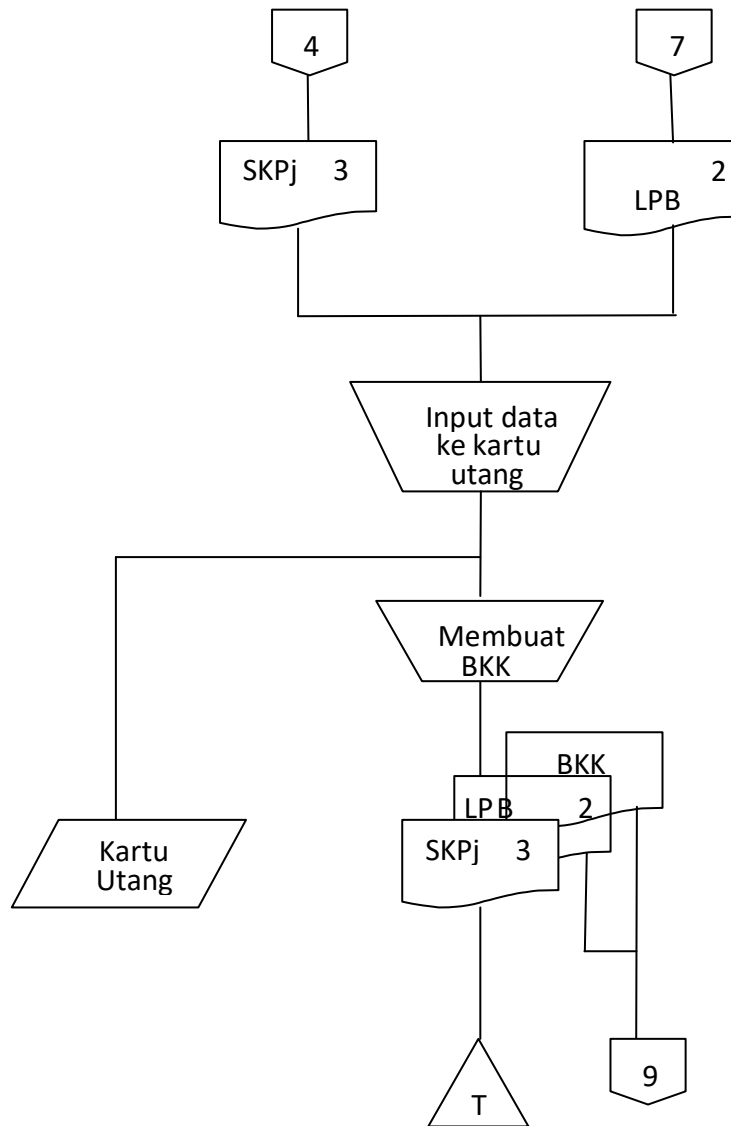 4
7
SKPj 3
2
LPB
Input data
ke kartu
utang
Membuat
BKK
BKK
LPB 2
SKPj 3
Kartu
Utang
9
T